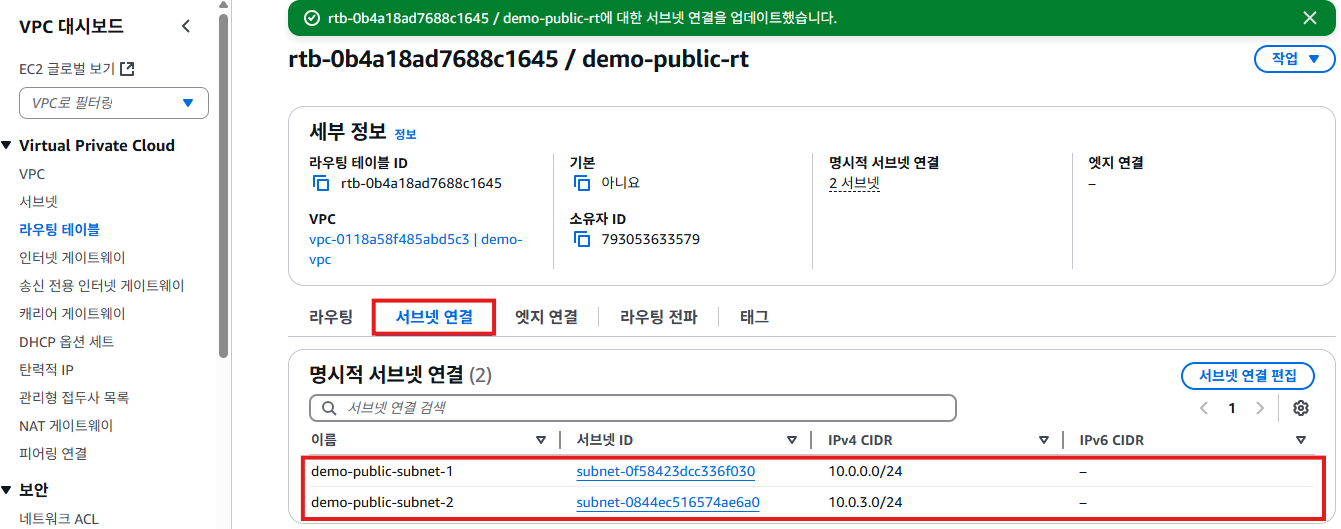 VPC 대시보드
EC2 글로벌 보기
VPC로 필터링
Virtual Private Cloud
VPC
서브넷
라우팅 테이블
인터넷 게이트웨이
송신 전용 인터넷 게이트웨이
캐리어 게이트웨이
DHCP 옵션 세트
탄력적 IP
관리형 접두사 목록
NAT 게이트웨이
피어링 연결
보안
네트워크 ACL
rtb-0b4a18ad7688c1645 / demo-public-rt에 대한 서브넷 연결을 업데이트했습니다.
rtb-0b4a18ad7688c1645 / demo-public-rt
작업
세부 정보 정보
라우팅 테이블 ID
rtb-0b4a18ad7688c1645
기본
아니요
명시적 서브넷 연결
2 서브넷
엣지 연결
–
VPC
vpc-0118a58f485abd5c3 | demo-
vpc
소유자 ID
793053633579
라우팅 서브넷 연결 엣지 연결 라우팅 전파 태그
명시적 서브넷 연결 (2)
서브넷 연결 편집
서브넷 연결 검색
1
이름 서브넷 ID IPv4 CIDR IPv6 CIDR
demo-public-subnet-1 subnet-0f58423dcc336f030 10.0.0.0/24 –
demo-public-subnet-2 subnet-0844ec516574ae6a0 10.0.3.0/24 –